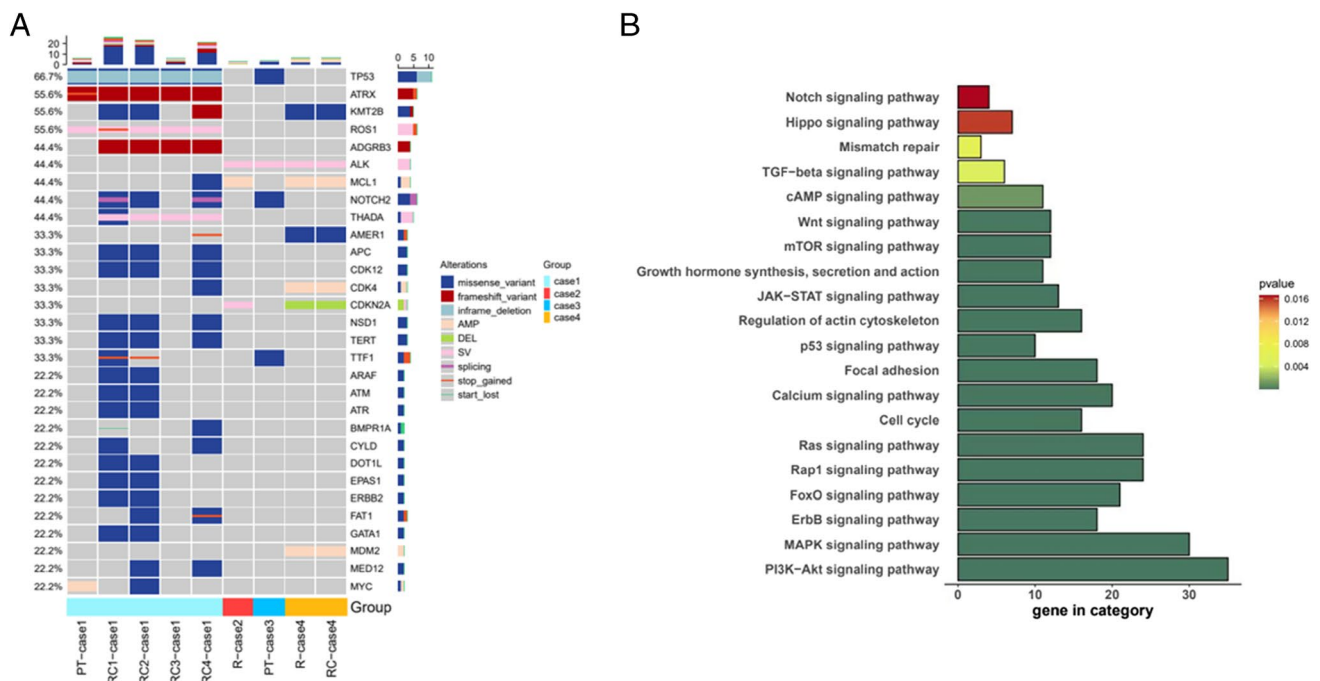 A
20
10
0
0 5 10
66.7% TP53
55.6% ATRX
55.6% KMT2B
55.6% ROS1
44.4% ADGRB3
44.4% ALK
44.4% MCL1
44.4% NOTCH2
44.4% THADA
33.3% AMER1
33.3% APC
33.3% CDK12
33.3% CDK4
33.3% CDKN2A
33.3% NSD1
33.3% TERT
33.3% TTF1
22.2% ARAF
22.2% ATM
22.2% ATR
22.2% BMPR1A
22.2% CYLD
22.2% DOT1L
22.2% EPAS1
22.2% ERBB2
22.2% FAT1
22.2% GATA1
22.2% MDM2
22.2% MED12
22.2% MYC
Group
PT−case1
RC1−case1
RC2−case1
RC3−case1
RC4−case1
R−case2
PT−case3
R−case4
RC−case4
Alterations
missense_variant
frameshift_variant
inframe_deletion
AMP
DEL
SV
splicing
stop_gained
start_lost
Group
case1
case2
case3
case4
B
Notch signaling pathway
Hippo signaling pathway
Mismatch repair
TGF−beta signaling pathway
cAMP signaling pathway
Wnt signaling pathway
mTOR signaling pathway
Growth hormone synthesis, secretion and action
JAK−STAT signaling pathway
Regulation of actin cytoskeleton
p53 signaling pathway
Focal adhesion
Calcium signaling pathway
Cell cycle
Ras signaling pathway
Rap1 signaling pathway
FoxO signaling pathway
ErbB signaling pathway
MAPK signaling pathway
PI3K−Akt signaling pathway
0 10 20 30
gene in category
pvalue
0.016
0.012
0.008
0.004